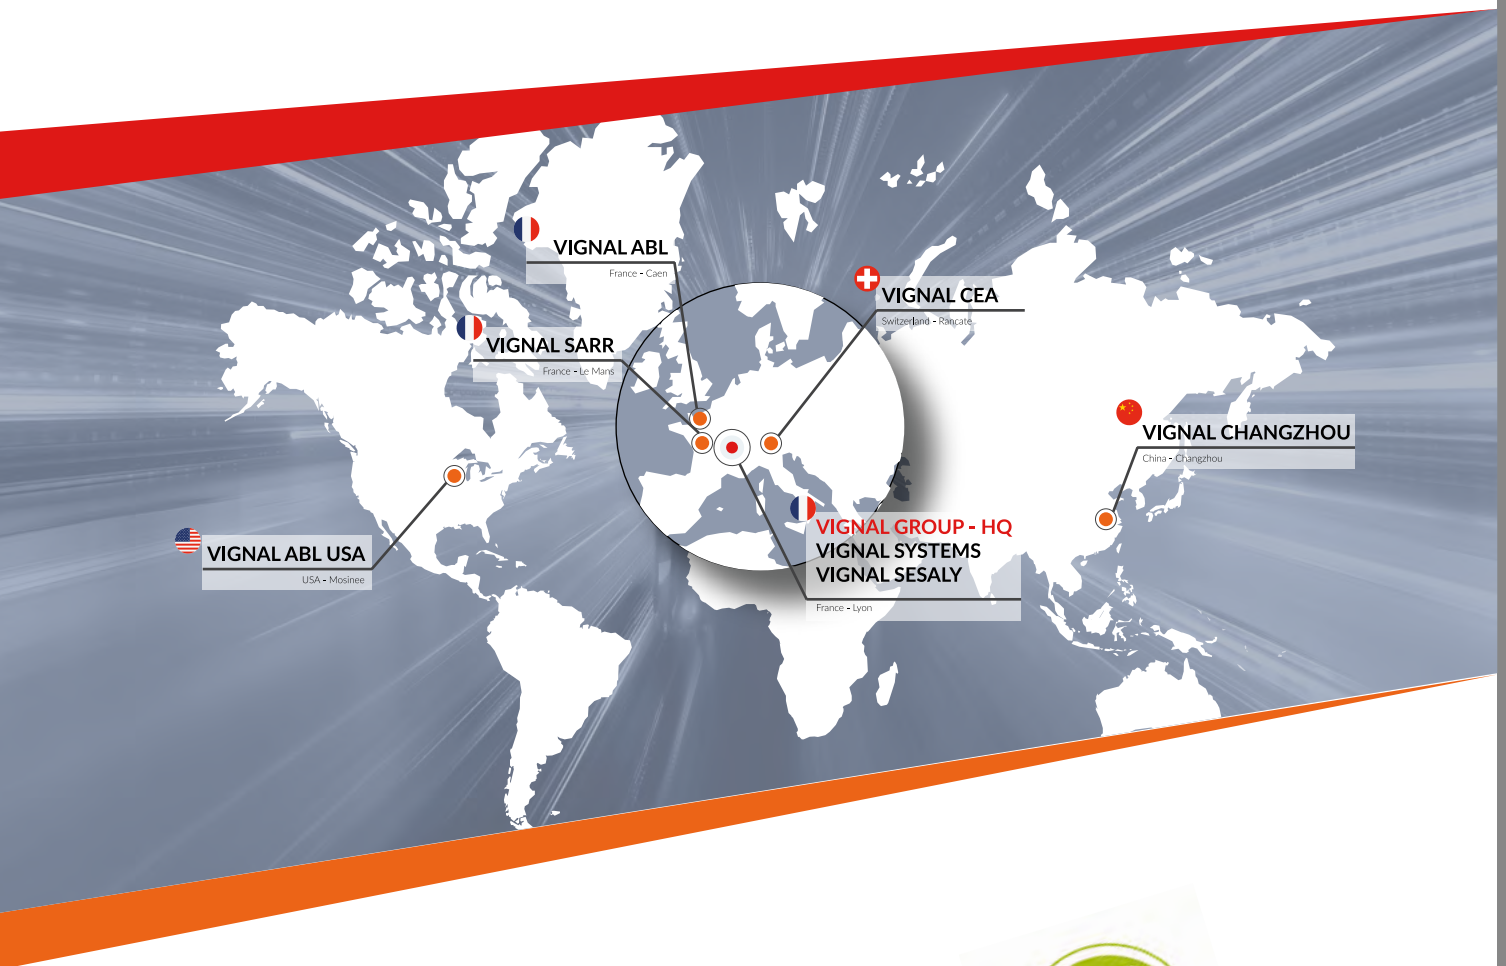 VIGNAL ABL
France - Caen
VIGNAL CEA
Switzerland - Rancate
VIGNAL SARR
France - Le Mans
VIGNAL CHANGZHOU
China - Changzhou
VIGNAL GROUP - HQ
VIGNAL SYSTEMS
VIGNAL SESALY
France - Lyon
VIGNAL ABL USA
USA - Mosinee